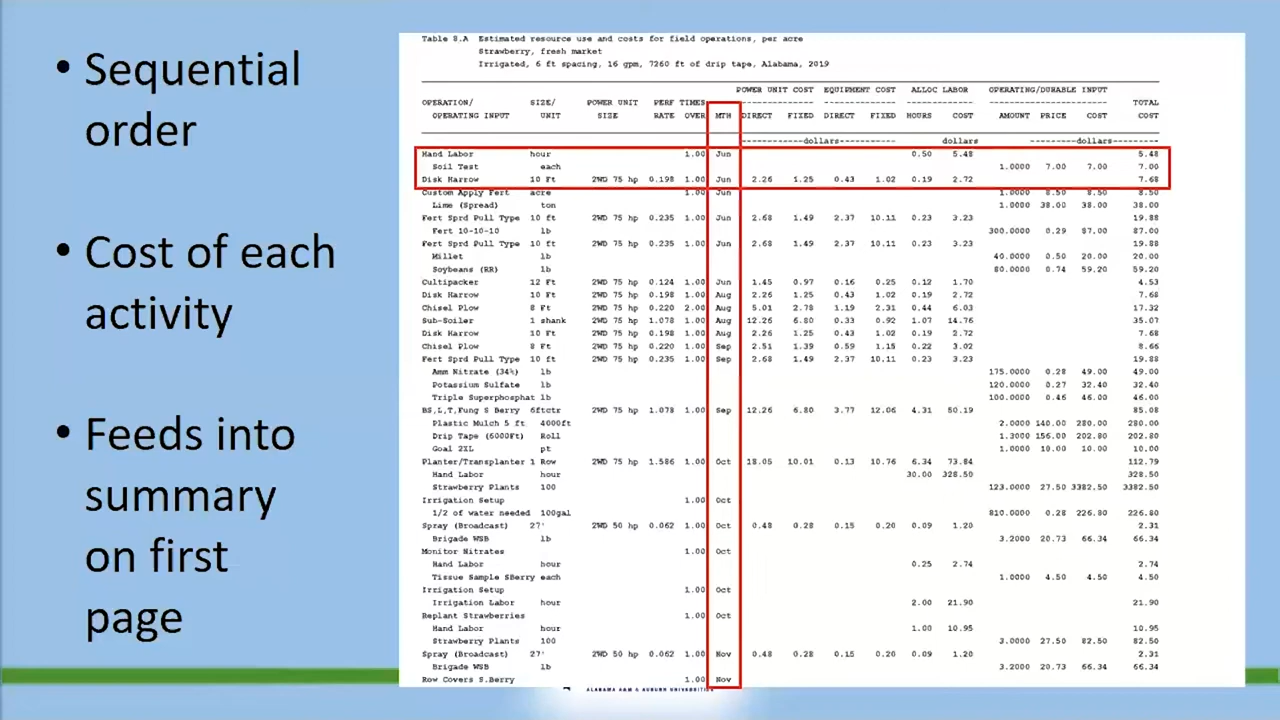 • Sequential
order
• Cost of each
activity
• Feeds into
summary
on first
page
Table 8.A Estimated resource use and costs for field operations, per acre
Strawberry, fresh market
Irrigated, 6 ft spacing, 16 gpm, 7260 ft of drip tape, Alabama, 2019
POWER UNIT COST EQUIPMENT COST ALLOC LABOR OPERATING/DURABLE INPUT
OPERATION/ SIZE/ POWER UNIT PERF TIMES TOTAL
OPERATING INPUT UNIT SIZE RATE OVER MTH DIRECT FIXED DIRECT FIXED HOURS COST AMOUNT PRICE COST COST
----------dollars---------- dollars --------dollars--------
Hand Labor hour 1.00 Jun 0.50 5.48 5.48
Soil Test each 1.0000 7.00 7.00 7.00
Disk Harrow 10 Ft 2WD 75 hp 0.198 1.00 Jun 2.26 1.25 0.43 1.02 0.19 2.72 7.68
Custom Apply Fert acre 1.00 Jun 1.0000 8.50 8.50 8.50
Lime (Spread) ton 1.0000 38.00 38.00 38.00
Fert Sprd Pull Type 10 ft 2WD 75 hp 0.235 1.00 Jun 2.68 1.49 2.37 10.11 0.23 3.23 19.88
Fert 10-10-10 lb 300.0000 0.29 87.00 87.00
Fert Sprd Pull Type 10 ft 2WD 75 hp 0.235 1.00 Jun 2.68 1.49 2.37 10.11 0.23 3.23 19.88
Millet lb 40.0000 0.50 20.00 20.00
Soybeans (RR) lb 80.0000 0.74 59.20 59.20
Cultipacker 12 Ft 2WD 75 hp 0.124 1.00 Jun 1.45 0.97 0.16 0.25 0.12 1.70 4.53
Disk Harrow 10 Ft 2WD 75 hp 0.198 1.00 Aug 2.26 1.25 0.43 1.02 0.19 2.72 7.68
Chisel Plow 8 Ft 2WD 75 hp 0.220 2.00 Aug 5.01 2.78 1.19 2.31 0.44 6.03 17.32
Sub-Soiler 1 shank 2WD 75 hp 1.078 1.00 Aug 12.26 6.80 0.33 0.92 1.07 14.76 35.07
Disk Harrow 10 Ft 2WD 75 hp 0.198 1.00 Aug 2.26 1.25 0.43 1.02 0.19 2.72 7.68
Chisel Plow 8 Ft 2WD 75 hp 0.220 1.00 Sep 2.51 1.39 0.59 1.15 0.22 3.02 8.66
Fert Sprd Pull Type 10 ft 2WD 75 hp 0.235 1.00 Sep 2.68 1.49 2.37 10.11 0.23 3.23 19.88
Amm Nitrate (34%) lb 175.0000 0.28 49.00 49.00
Potassium Sulfate lb 120.0000 0.27 32.40 32.40
Triple Superphosphat lb 100.0000 0.46 46.00 46.00
BS,L,T,Fung S Berry 6ftctr 2WD 75 hp 1.078 1.00 Sep 12.26 6.80 3.77 12.06 4.31 50.19 85.08
Plastic Mulch 5 ft 4000ft 2.0000 140.00 280.00 280.00
Drip Tape (6000Ft) Roll 1.3000 156.00 202.80 202.80
Goal 2XL pt 1.0000 10.00 10.00 10.00
Planter/Transplanter 1 Row 2WD 75 hp 1.586 1.00 Oct 18.05 10.01 0.13 10.76 6.34 73.84 112.79
Hand Labor hour 30.00 328.50 328.50
Strawberry Plants 100 123.0000 27.50 3382.50 3382.50
Irrigation Setup 1.00 Oct
1/2 of water needed 100gal 810.0000 0.28 226.80 226.80
Spray (Broadcast) 27' 2WD 50 hp 0.062 1.00 Oct 0.48 0.28 0.15 0.20 0.09 1.20 2.31
Brigade WSB lb 3.2000 20.73 66.34 66.34
Monitor Nitrates 1.00 Oct
Hand Labor hour 0.25 2.74 2.74
Tissue Sample SBerry each 1.0000 4.50 4.50 4.50
Irrigation Setup 1.00 Oct
Irrigation Labor hour 2.00 21.90 21.90
Replant Strawberries 1.00 Oct
Hand Labor hour 1.00 10.95 10.95
Strawberry Plants 100 3.0000 27.50 82.50 82.50
Spray (Broadcast) 27' 2WD 50 hp 0.062 1.00 Nov 0.48 0.28 0.15 0.20 0.09 1.20 2.31
Brigade WSB lb 3.2000 20.73 66.34 66.34
Row Covers S.Berry 1.00 Nov
ALABAMA A&M & AUBURN UNIVERSITIES